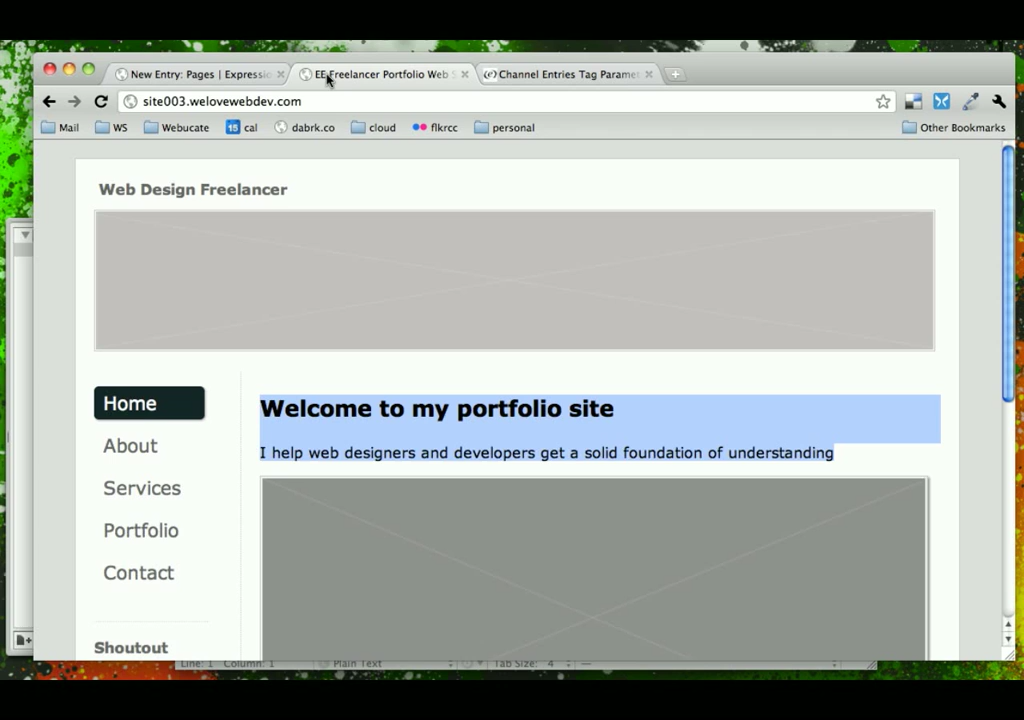 New Entry: Pages | Expressio
EE Freelancer Portfolio Web S
Channel Entries Tag Paramet
site003.welovewebdev.com
Mail
WS
Webucate
15 cal
dabrk.co
cloud
flkrcc
personal
Other Bookmarks
Web Design Freelancer
Home
About
Services
Portfolio
Contact
Shoutout
Welcome to my portfolio site
I help web designers and developers get a solid foundation of understanding
Line: 1 Column: 1
Plain Text
Tab Size: 4